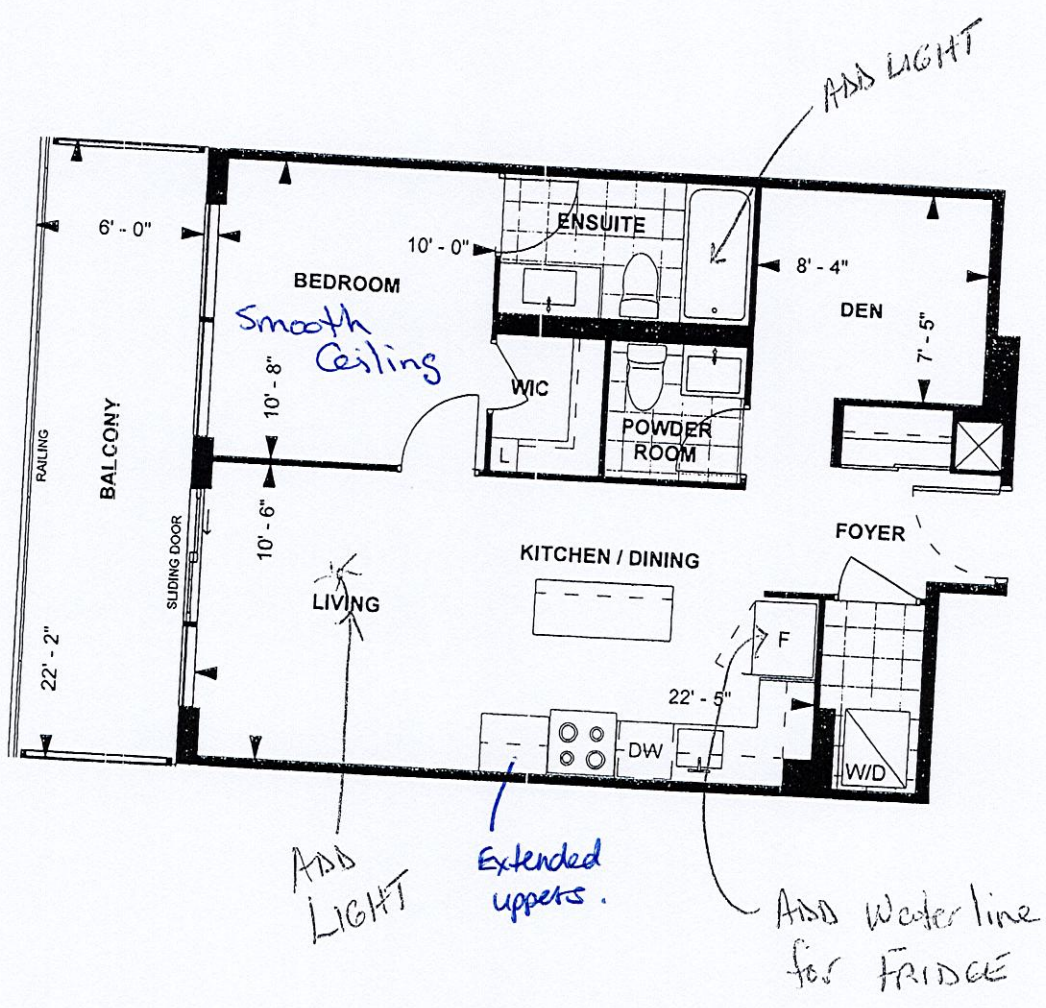 ADD LIGHT
6' - 0"
10' - 0"
ENSUITE
8' - 4"
BEDROOM
DEN
Smooth
Ceiling
7' - 5"
10' - 8"
WIC
POWDER
ROOM
L
RAILING
BALCONY
10' - 6"
SLIDING DOOR
KITCHEN / DINING
FOYER
LIVING
F
22' - 2"
22' - 5"
DW
W/D
ADD
LIGHT
Extended
uppers.
ADD Waterline
for FRIDGE